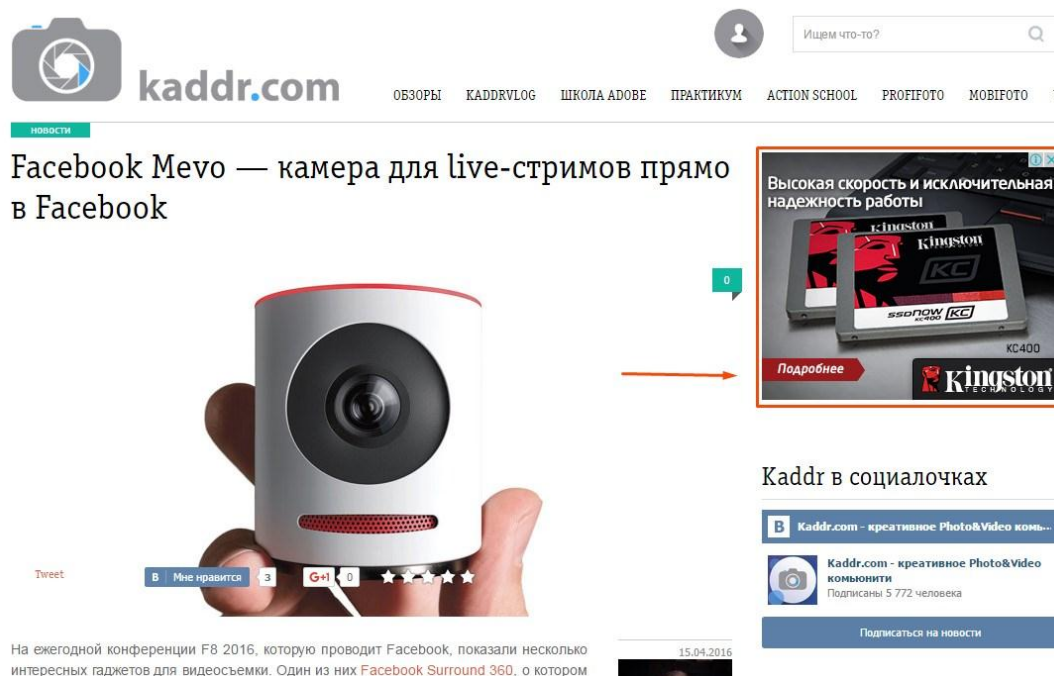 Ищем что-то?
kaddr.com
ОБЗОРЫ KADDRVLOG ШКОЛА ADOBE ПРАКТИКУМ ACTION SCHOOL PROFIFOTO MOBIFOTO
НОВОСТИ
Facebook Mevo — камера для live-стримов прямо
в Facebook
0
Высокая скорость и исключительная
надежность работы
Kingston
Kingston
KC
SSDNOW KC
KC400
KC400
Подробнее
Kingston
TECHNOLOGY
Kaddr в социалочках
B Kaddr.com - креативное Photo&Video комь...
Kaddr.com - креативное Photo&Video
комьюнити
Подписаны 5 772 человека
Подписаться на новости
Tweet
B Мне нравится 3
G+1 0
На ежегодной конференции F8 2016, которую проводит Facebook, показали несколько
интересных гаджетов для видеосъемки. Один из них Facebook Surround 360, о котором
15.04.2016